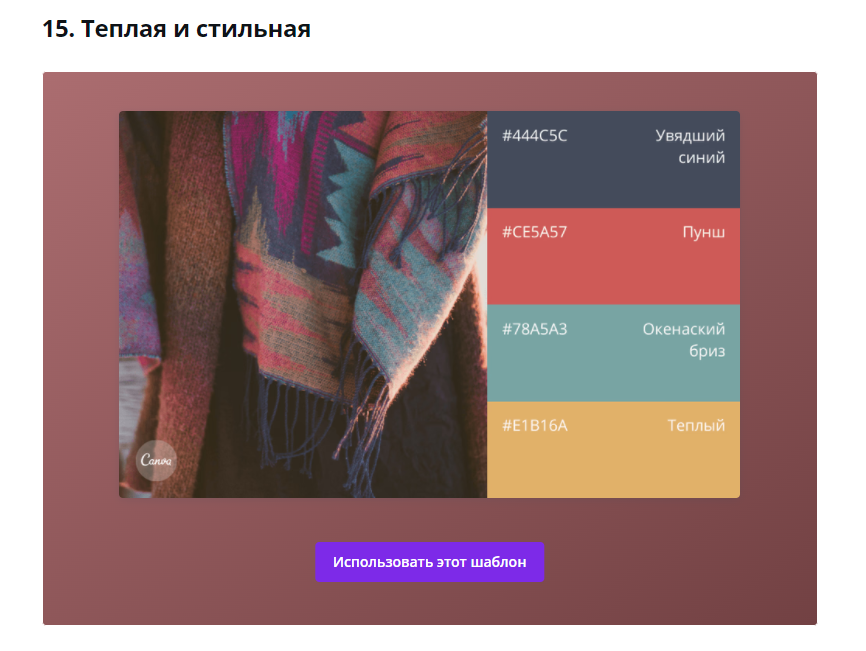 15. Теплая и стильная
#444C5C
Увядший
синий
#CE5A57
Пунш
#78A5A3
Окенаский
бриз
#E1B16A
Теплый
Canva
Использовать этот шаблон